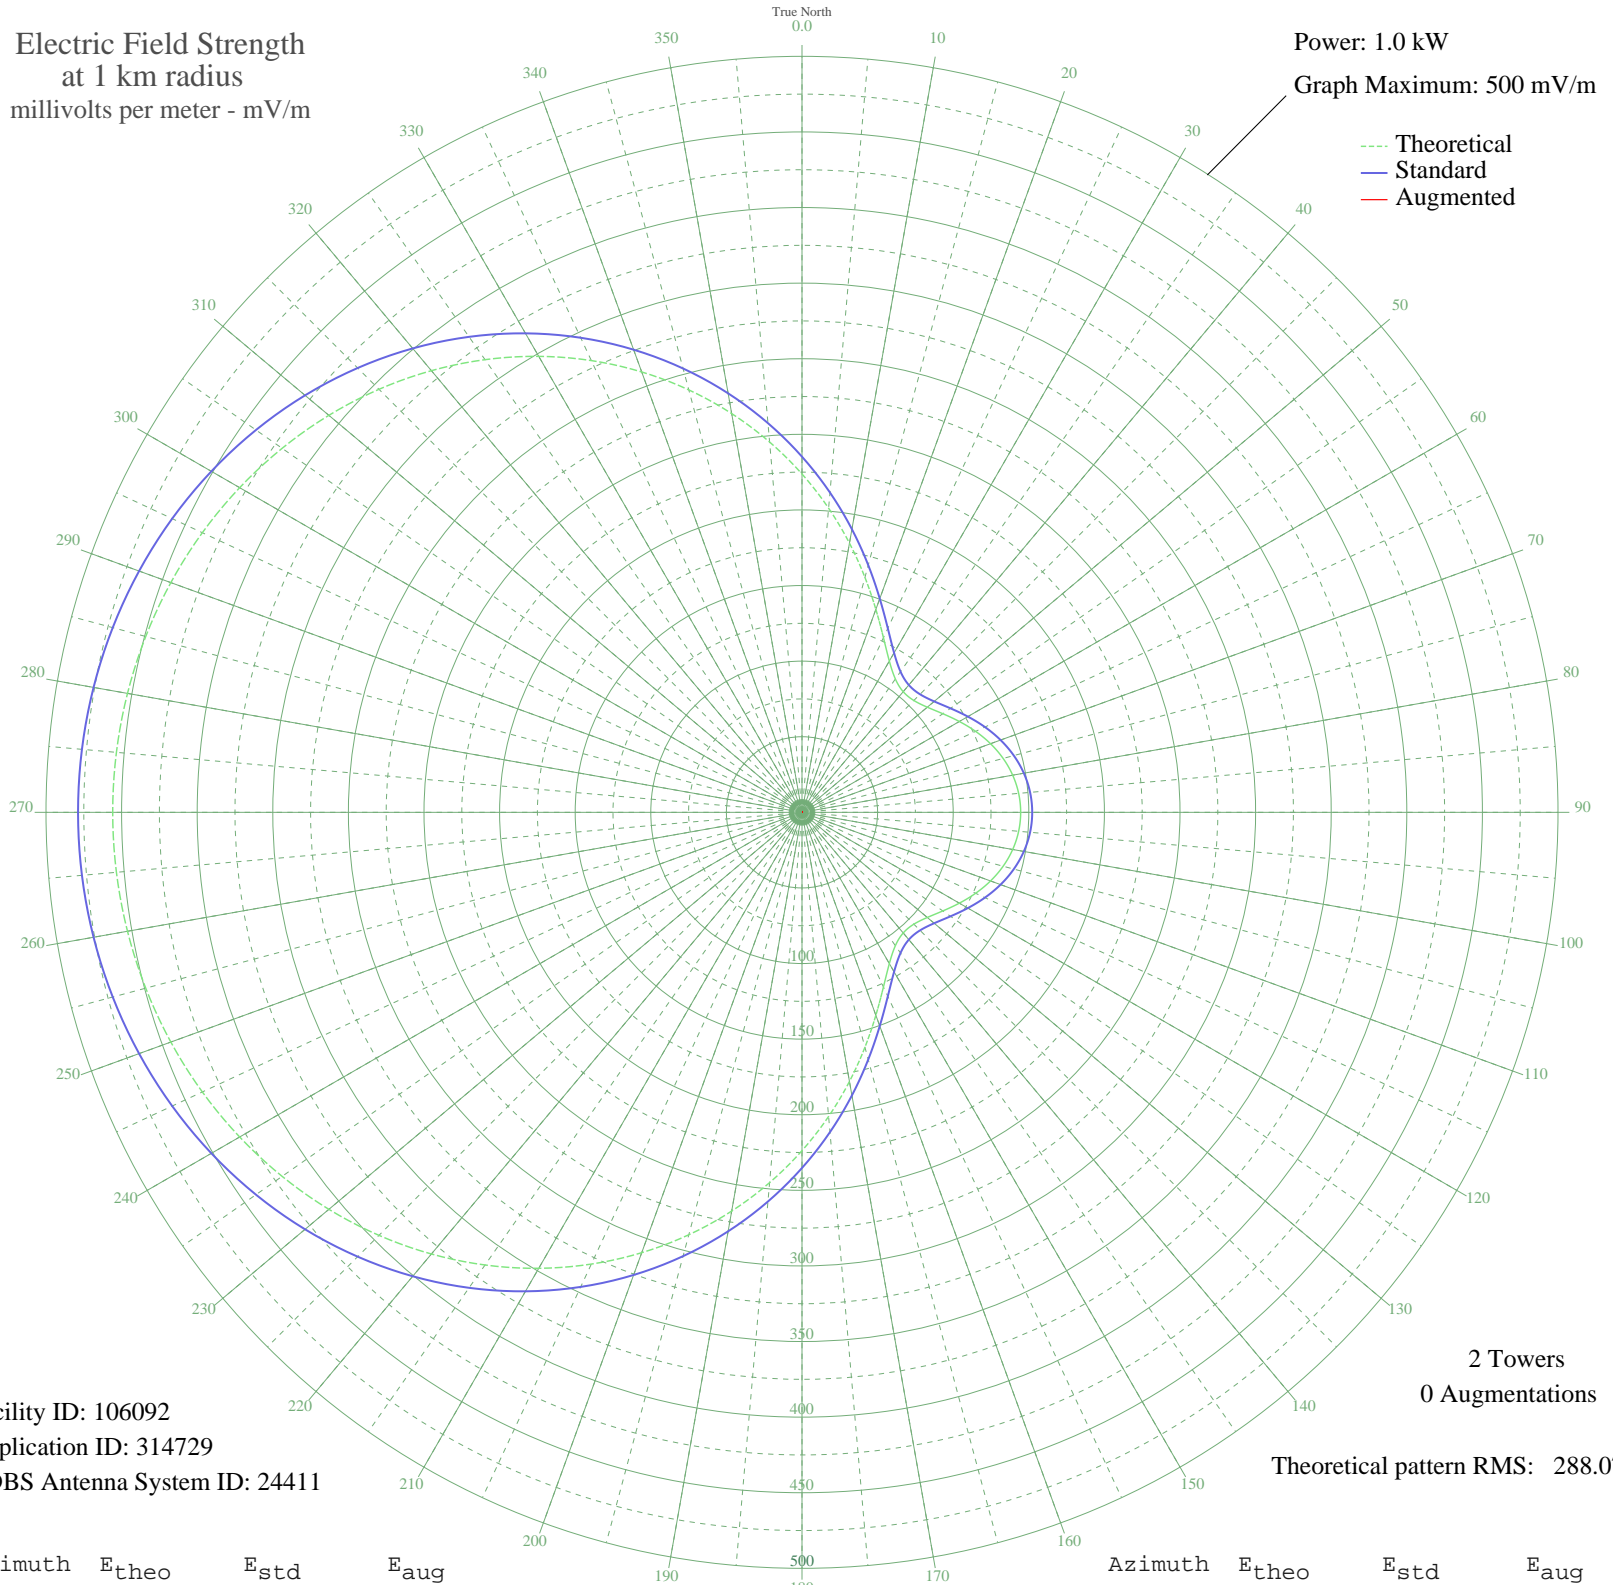 True North
0.0
Electric Field Strength
at 1 km radius
millivolts per meter - mV/m
Power: 1.0 kW
Graph Maximum: 500 mV/m
Theoretical
Standard
Augmented
10
20
30
40
50
60
70
80
90
100
110
120
130
140
150
160
170
190
200
210
220
230
240
250
260
270
280
290
300
310
320
330
340
350
100
150
200
250
300
350
400
450
500
2 Towers
0 Augmentations
Theoretical pattern RMS: 288.0
cility ID: 106092
plication ID: 314729
DBS Antenna System ID: 24411
imuth Etheo Estd Eaug
Azimuth Etheo Estd Eaug